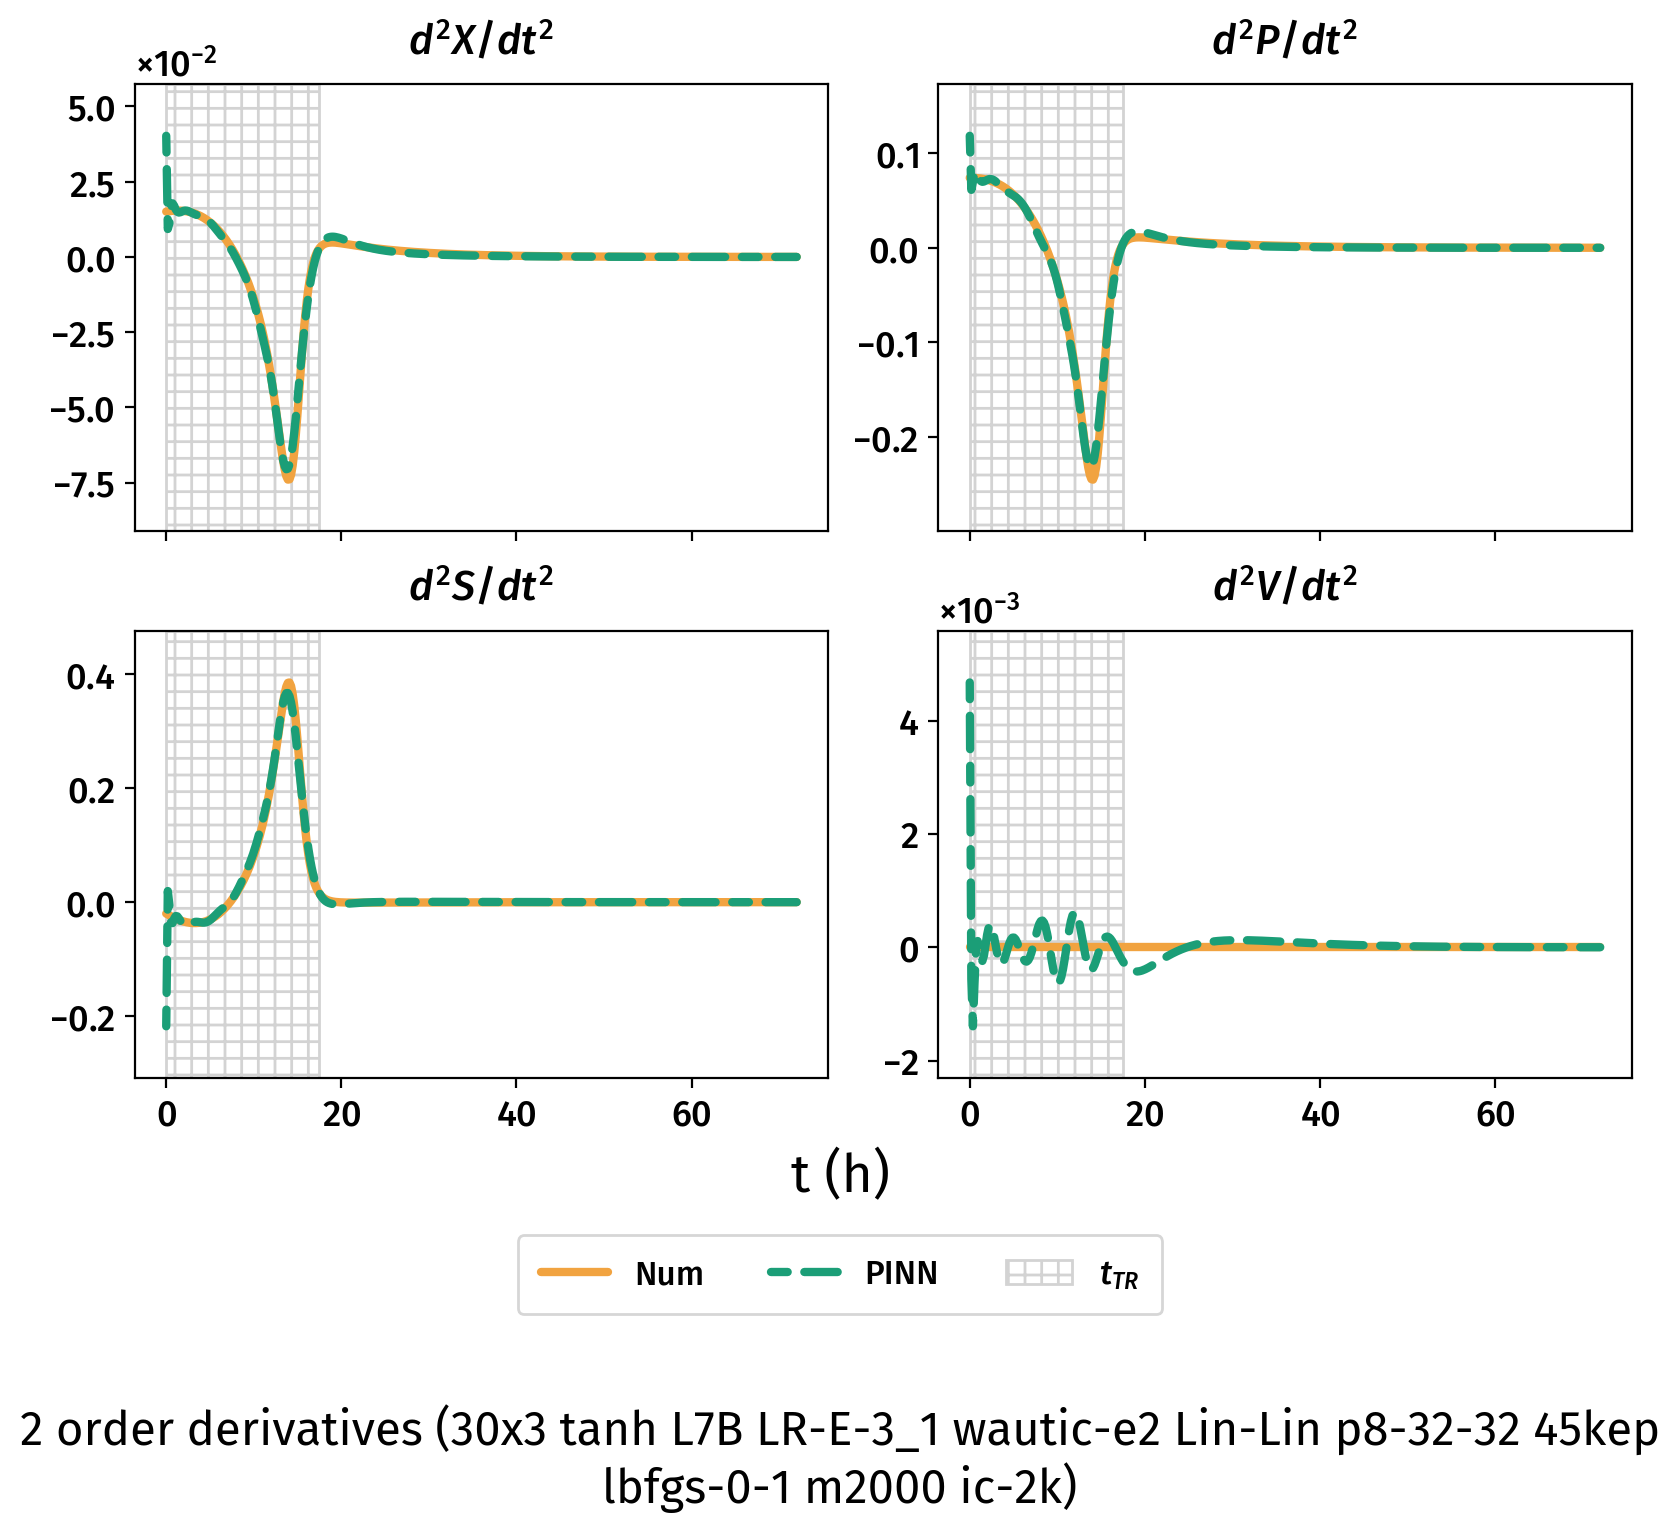 d²X/dt²
×10⁻²
5.0
2.5
0.0
−2.5
−5.0
−7.5
d²P/dt²
0.1
0.0
−0.1
−0.2
d²S/dt²
0.4
0.2
0.0
−0.2
0 20 40 60
d²V/dt²
×10⁻³
4
2
0
−2
0 20 40 60
t (h)
Num PINN t_TR
2 order derivatives (30x3 tanh L7B LR-E-3_1 wautic-e2 Lin-Lin p8-32-32 45kep
lbfgs-0-1 m2000 ic-2k)